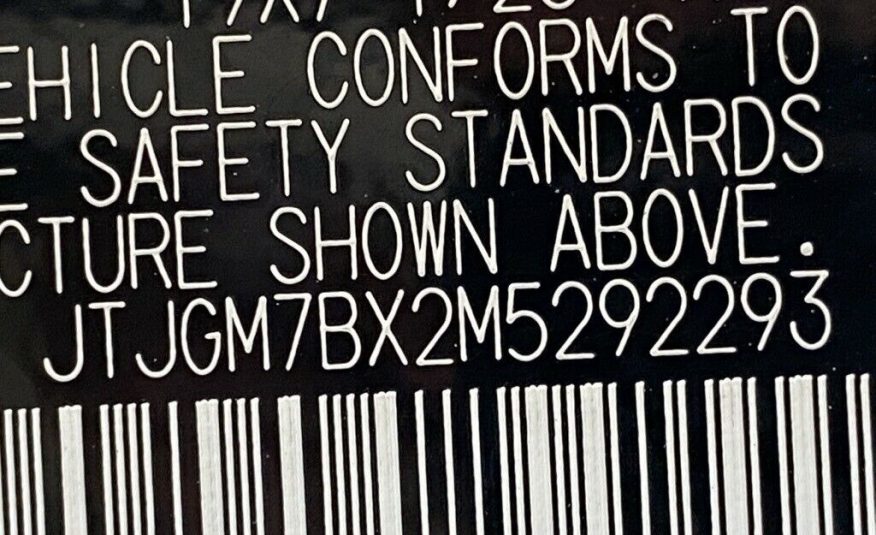 EHICLE CONFORMS TO
E SAFETY STANDARDS
CTURE SHOWN ABOVE.
JTJGM7BX2M5292293